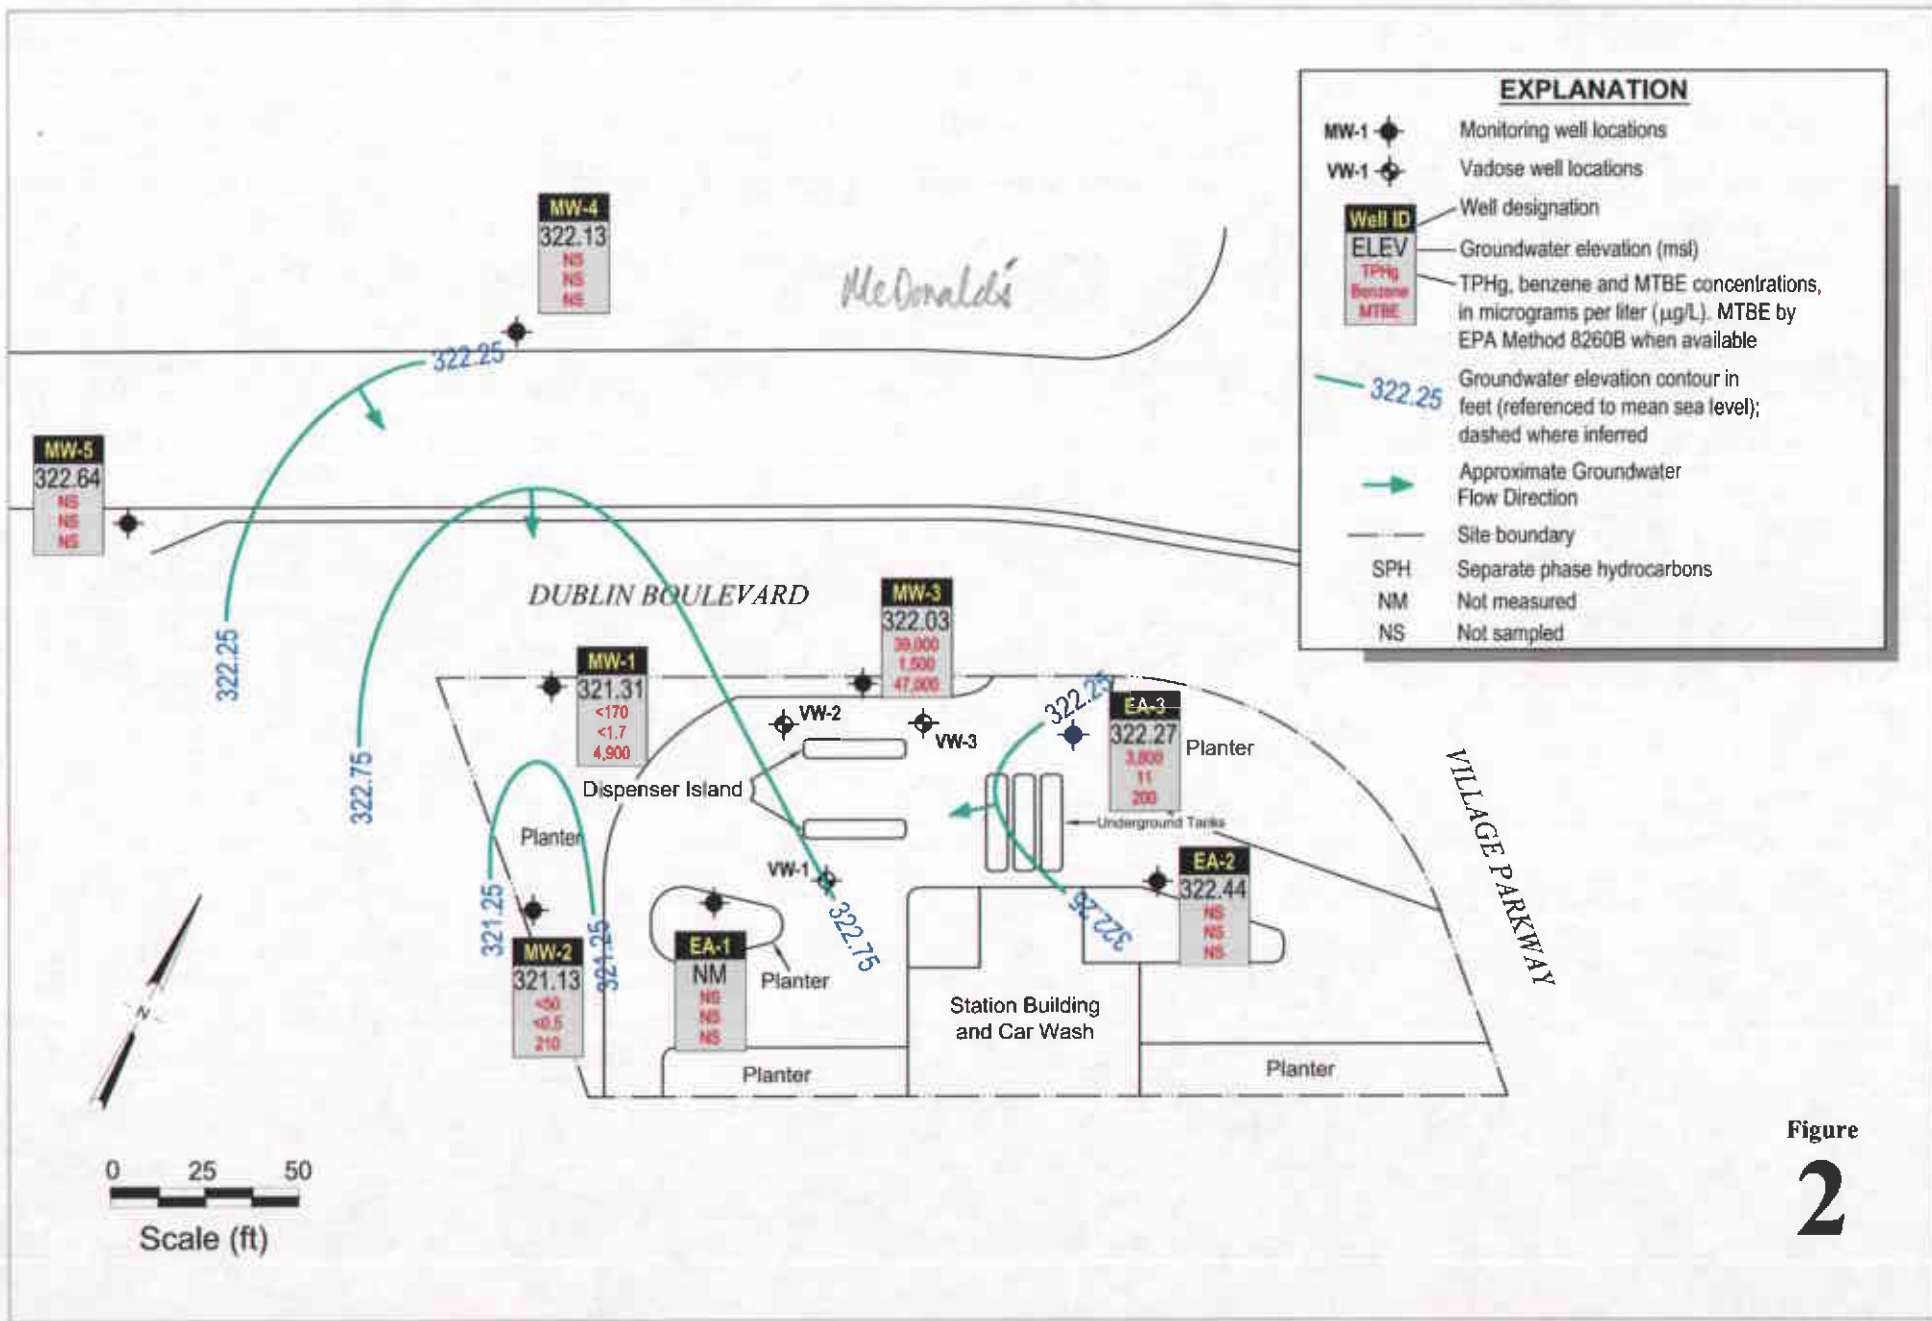 EXPLANATION
MW-1 Monitoring well locations
VW-1 Vadose well locations
Well ID Well designation
ELEV Groundwater elevation (msl)
TPHg
Benzene
MTBE
TPHg, benzene and MTBE concentrations,
in micrograms per liter (µg/L). MTBE by
EPA Method 8260B when available
322.25 Groundwater elevation contour in
feet (referenced to mean sea level);
dashed where inferred
Approximate Groundwater
Flow Direction
Site boundary
SPH Separate phase hydrocarbons
NM Not measured
NS Not sampled
MW-4
322.13
NS
NS
NS
McDonald's
322.25
MW-5
322.64
NS
NS
NS
322.25
322.75
DUBLIN BOULEVARD
MW-3
322.03
39,000
1,500
47,000
MW-1
321.31
<170
<1.7
4,900
VW-2
VW-3
322.25
EA-3
322.27
3,800
11
200
Planter
VILLAGE PARKWAY
Dispenser Island
Underground Tanks
Planter
VW-1
EA-2
322.44
NS
NS
NS
321.25
321.25
322.75
322.25
MW-2
321.13
<50
<0.5
210
EA-1
NM
NS
NS
NS
Planter
Station Building
and Car Wash
Planter
Planter
N
0 25 50
Scale (ft)
Figure
2